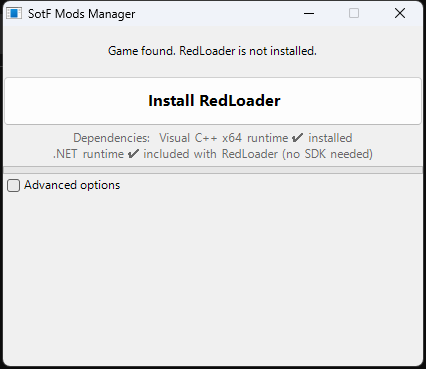 SotF Mods Manager
Game found. RedLoader is not installed.
Install RedLoader
Dependencies: Visual C++ x64 runtime ✔ installed
.NET runtime ✔ included with RedLoader (no SDK needed)
Advanced options